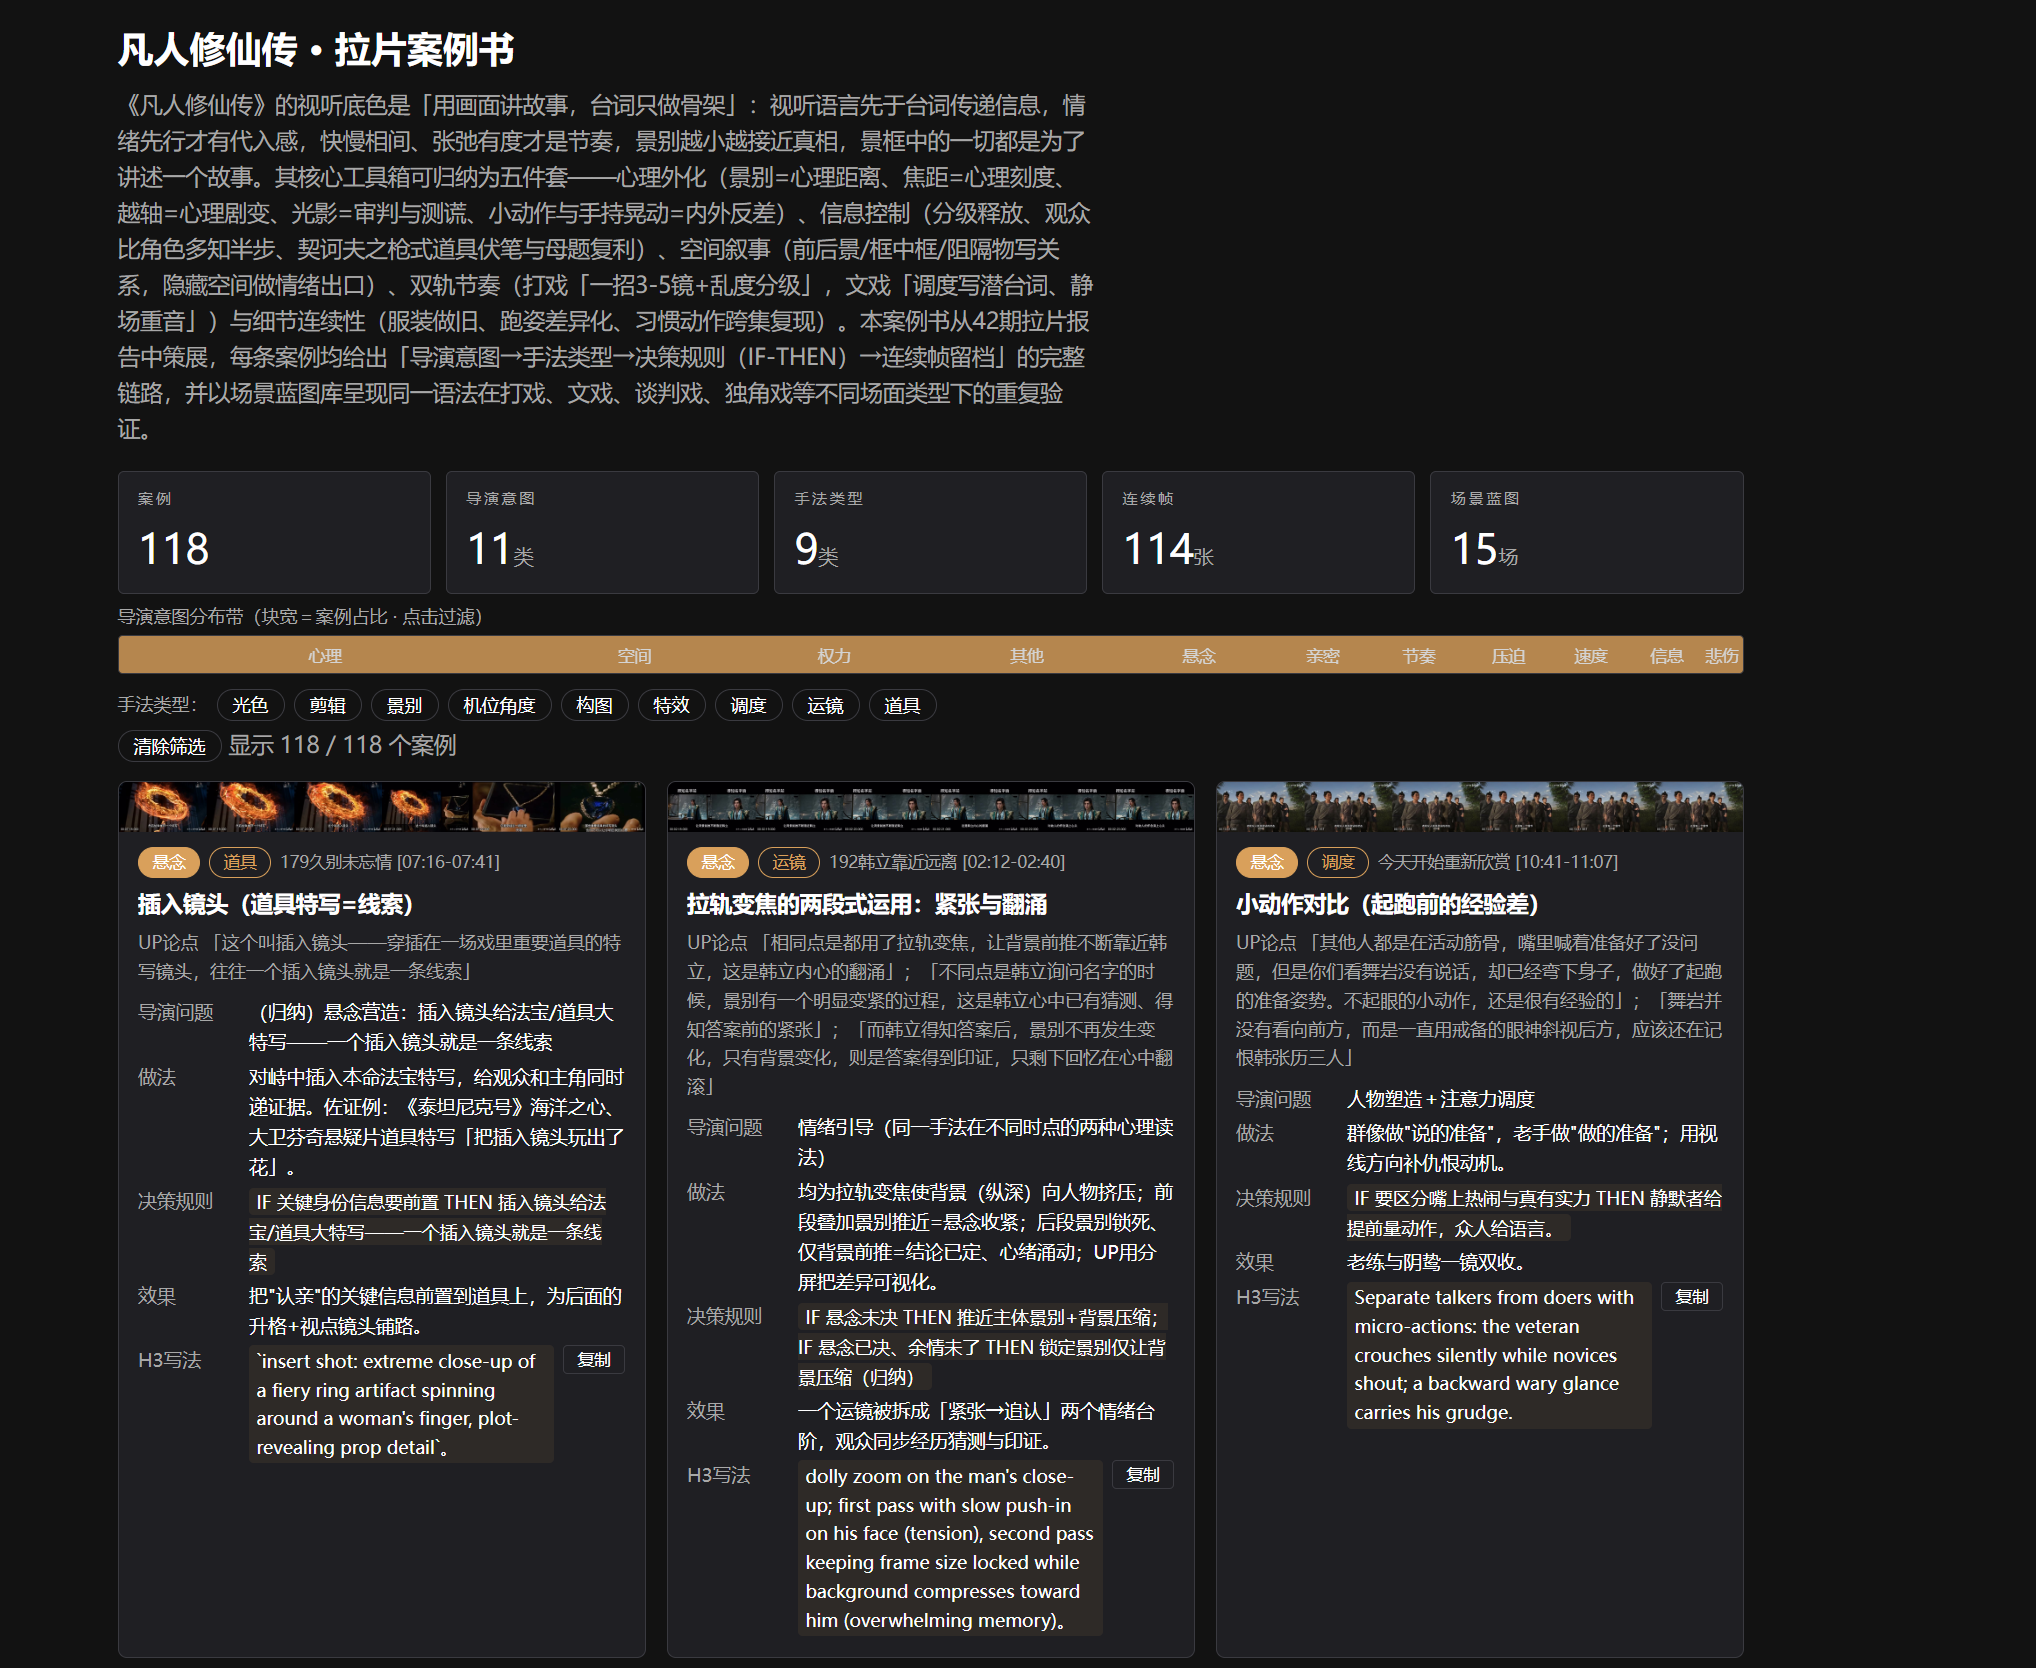 凡人修仙传 • 拉片案例书
《凡人修仙传》的视听底色是「用画面讲故事，台词只做骨架」：视听语言先于台词传递信息，情
绪先行才有代入感，快慢相间、张弛有度才是节奏，景别越小越接近真相，景框中的一切都是为了
讲述一个故事。其核心工具箱可归纳为五件套——心理外化（景别=心理距离、焦距=心理刻度、
越轴=心理剧变、光影=审判与测谎、小动作与手持晃动=内外反差）、信息控制（分级释放、观众
比角色多知半步、契诃夫之枪式道具伏笔与母题复利）、空间叙事（前后景/框中框/阻隔物写关
系，隐藏空间做情绪出口）、双轨节奏（打戏「一招3-5镜+乱度分级」，文戏「调度写潜台词、静
场重音」）与细节连续性（服装做旧、跑姿差异化、习惯动作跨集复现）。本案例书从42期拉片报
告中策展，每条案例均给出「导演意图→手法类型→决策规则（IF-THEN）→连续帧留档」的完整
链路，并以场景蓝图库呈现同一语法在打戏、文戏、谈判戏、独角戏等不同场面类型下的重复验
证。
案例
118
导演意图
11类
手法类型
9类
连续帧
114张
场景蓝图
15场
导演意图分布带（块宽 = 案例占比 · 点击过滤）
心理 空间 权力 其他 悬念 亲密 节奏 压迫 速度 信息 悲伤
手法类型： 光色 剪辑 景别 机位角度 构图 特效 调度 运镜 道具
清除筛选 显示 118 / 118 个案例
悬念 道具 179久别未忘情 [07:16-07:41]
插入镜头（道具特写=线索）
UP论点 「这个叫插入镜头——穿插在一场戏里重要道具的特
写镜头，往往一个插入镜头就是一条线索」
导演问题 （归纳）悬念营造：插入镜头给法宝/道具大
特写——一个插入镜头就是一条线索
做法 对峙中插入本命法宝特写，给观众和主角同时
递证据。佐证例：《泰坦尼克号》海洋之心、
大卫芬奇悬疑片道具特写「把插入镜头玩出了
花」。
决策规则 IF 关键身份信息要前置 THEN 插入镜头给法
宝/道具大特写——一个插入镜头就是一条线
索
效果 把"认亲"的关键信息前置到道具上，为后面的
升格+视点镜头铺路。
H3写法 `insert shot: extreme close-up of 复制
a fiery ring artifact spinning
around a woman's finger, plot-
revealing prop detail`。
悬念 运镜 192韩立靠近远离 [02:12-02:40]
拉轨变焦的两段式运用：紧张与翻涌
UP论点 「相同点是都用了拉轨变焦，让背景前推不断靠近韩
立，这是韩立内心的翻涌」；「不同点是韩立询问名字的时
候，景别有一个明显变紧的过程，这是韩立心中已有猜测、得
知答案前的紧张」；「而韩立得知答案后，景别不再发生变
化，只有背景变化，则是答案得到印证，只剩下回忆在心中翻
滚」
导演问题 情绪引导（同一手法在不同时点的两种心理读
法）
做法 均为拉轨变焦使背景（纵深）向人物挤压；前
段叠加景别推近=悬念收紧；后段景别锁死、
仅背景前推=结论已定、心绪涌动；UP用分
屏把差异可视化。
决策规则 IF 悬念未决 THEN 推近主体景别+背景压缩；
IF 悬念已决、余情未了 THEN 锁定景别仅让背
景压缩（归纳）
效果 一个运镜被拆成「紧张→追认」两个情绪台
阶，观众同步经历猜测与印证。
H3写法 dolly zoom on the man's close- 复制
up; first pass with slow push-in
on his face (tension), second pass
keeping frame size locked while
background compresses toward
him (overwhelming memory)。
悬念 调度 今天开始重新欣赏 [10:41-11:07]
小动作对比（起跑前的经验差）
UP论点 「其他人都是在活动筋骨，嘴里喊着准备好了没问
题，但是你们看舞岩没有说话，却已经弯下身子，做好了起跑
的准备姿势。不起眼的小动作，还是很有经验的」；「舞岩并
没有看向前方，而是一直用戒备的眼神斜视后方，应该还在记
恨韩张历三人」
导演问题 人物塑造 + 注意力调度
做法 群像做"说的准备"，老手做"做的准备"；用视
线方向补仇恨动机。
决策规则 IF 要区分嘴上热闹与真有实力 THEN 静默者给
提前量动作，众人给语言。
效果 老练与阴鸷一镜双收。
H3写法 Separate talkers from doers with 复制
micro-actions: the veteran
crouches silently while novices
shout; a backward wary glance
carries his grudge.